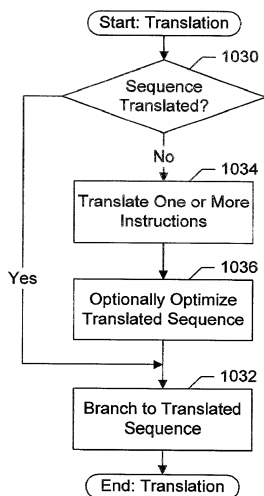 Start: Translation
1030
Sequence
Translated?
No
1034
Translate One or More
Instructions
Yes
1036
Optionally Optimize
Translated Sequence
1032
Branch to Translated
Sequence
End: Translation